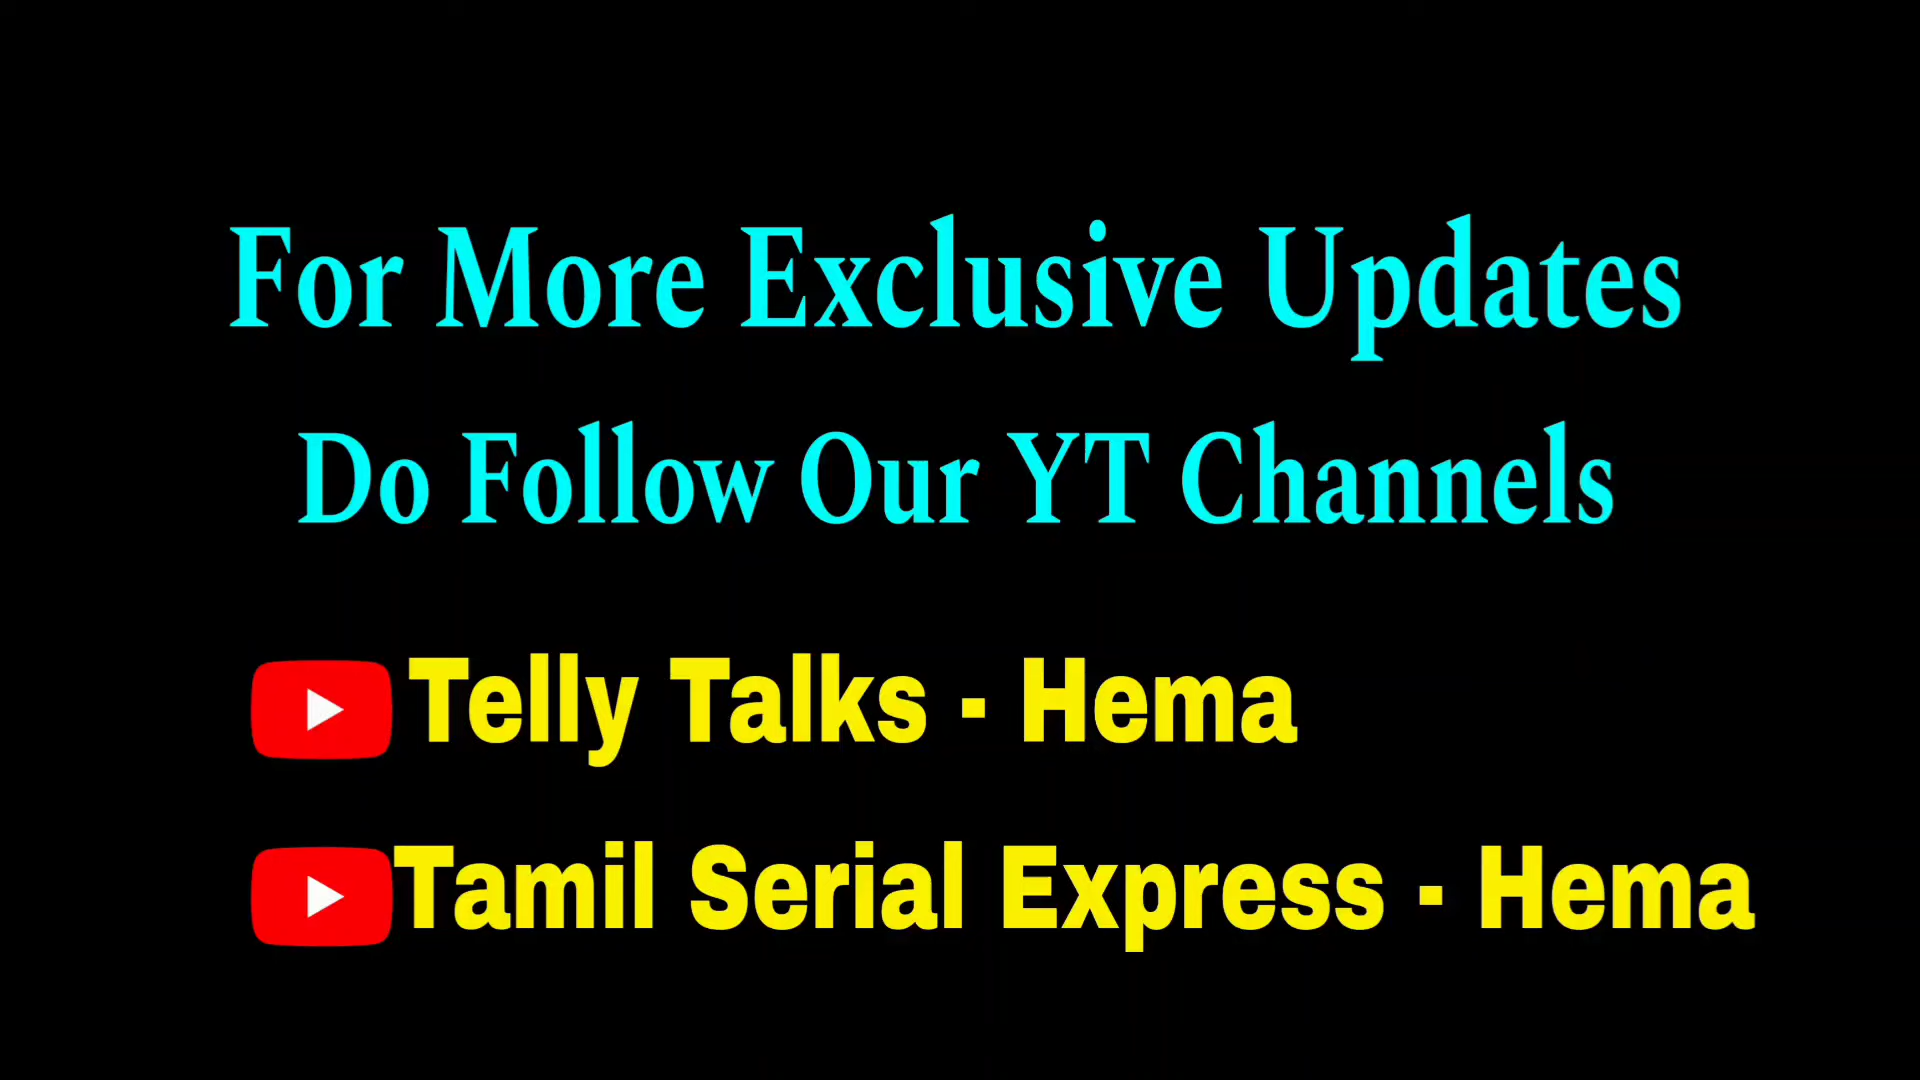 For More Exclusive Updates
Do Follow Our YT Channels
Telly Talks - Hema
Tamil Serial Express - Hema